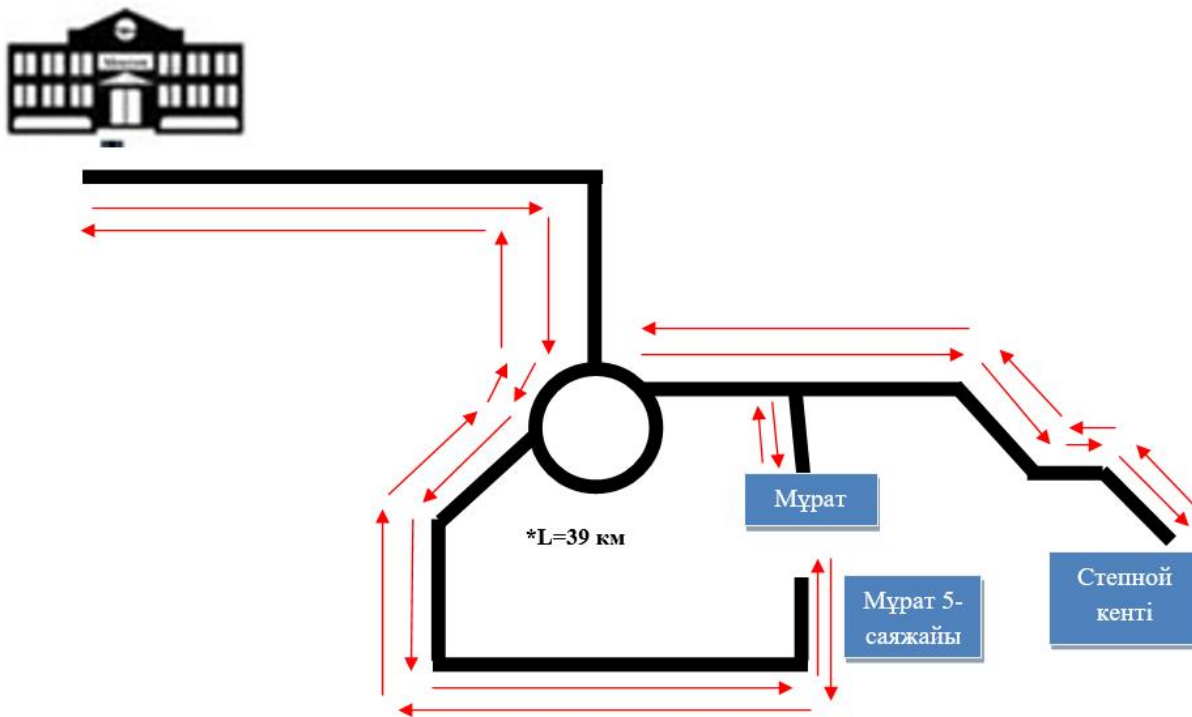 *L=39 км
Мұрат
Мұрат 5-
саяжайы
Степной
кенті